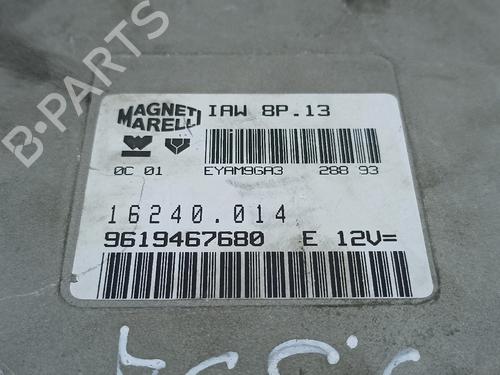 B-PARTS
MAGNETI MARELLI IAW 8P.13
0C 01 EYAM96A3 288 93
16240.014
9619467680 E 12V=